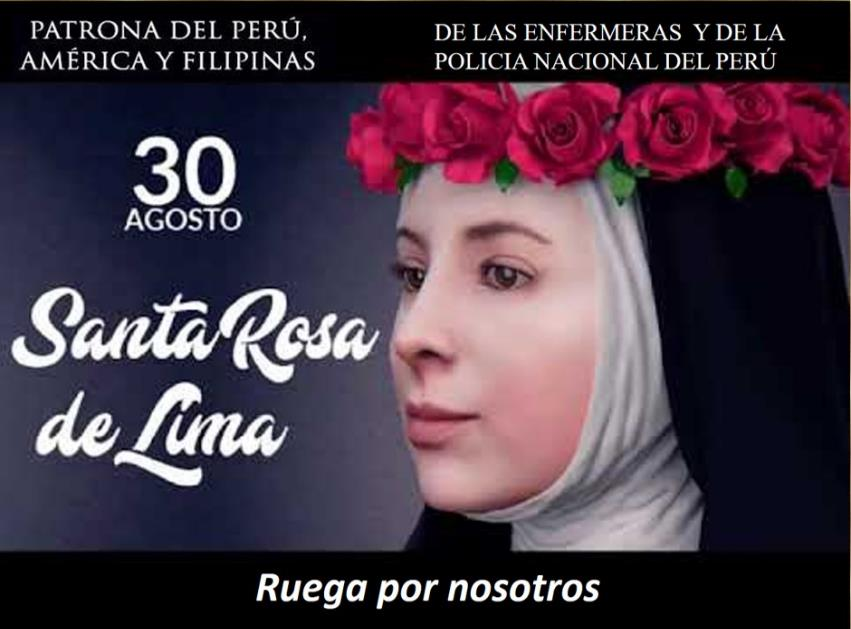 PATRONA DEL PERÚ,
AMÉRICA Y FILIPINAS
DE LAS ENFERMERAS Y DE LA
POLICIA NACIONAL DEL PERÚ
30
AGOSTO
Santa Rosa
de Lima
Ruega por nosotros